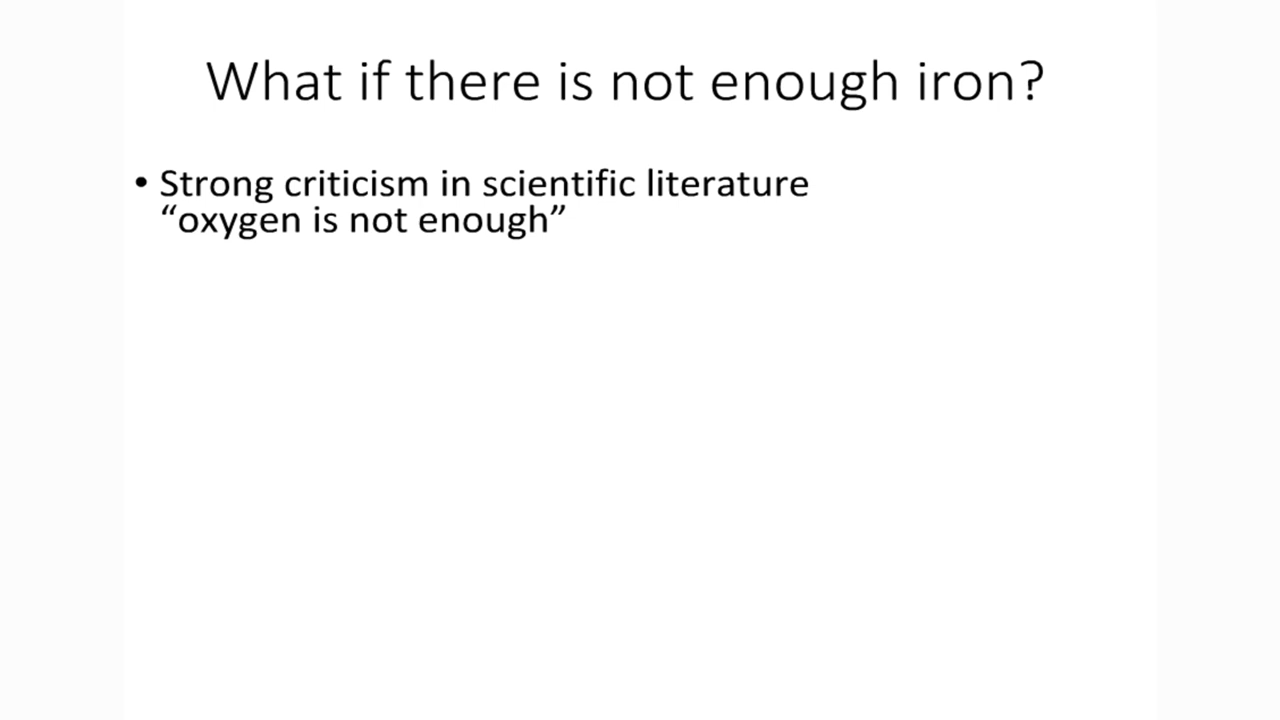 What if there is not enough iron?
• Strong criticism in scientific literature
“oxygen is not enough”